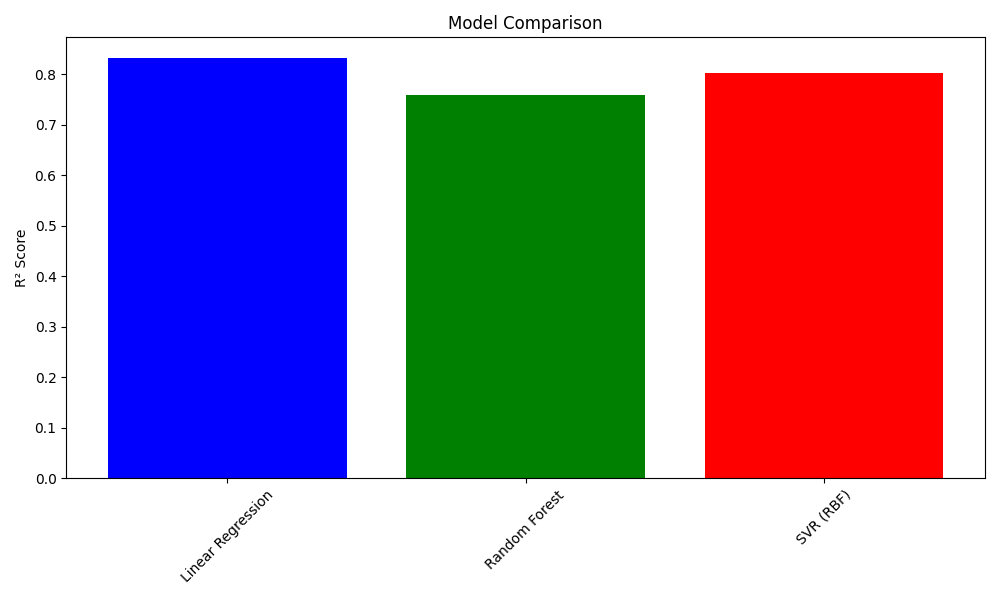 Model Comparison
R² Score
0.8
0.7
0.6
0.5
0.4
0.3
0.2
0.1
0.0
Linear Regression
Random Forest
SVR (RBF)